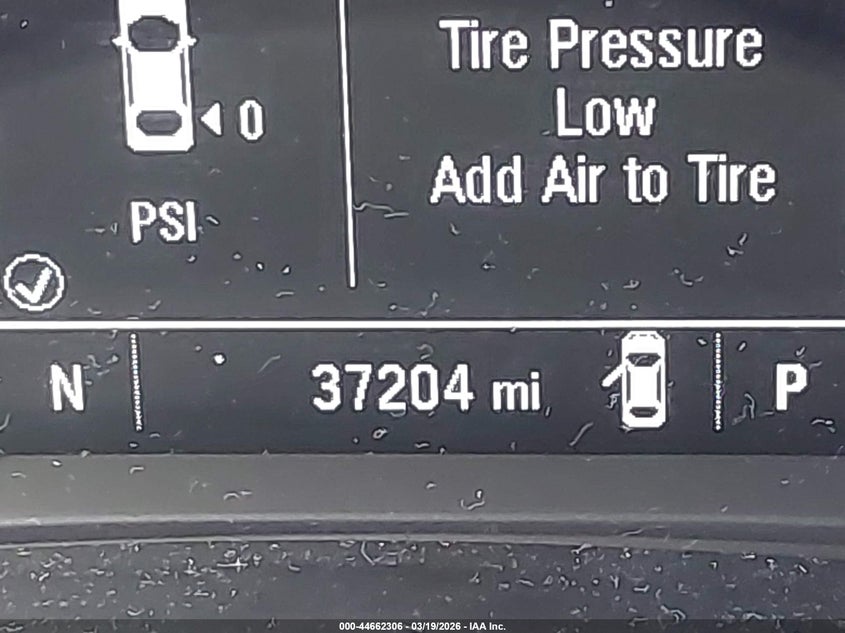 Tire Pressure
Low
Add Air to Tire
0
PSI
N
37204 mi
P
000-44662306 - 03/19/2026 - IAA Inc.